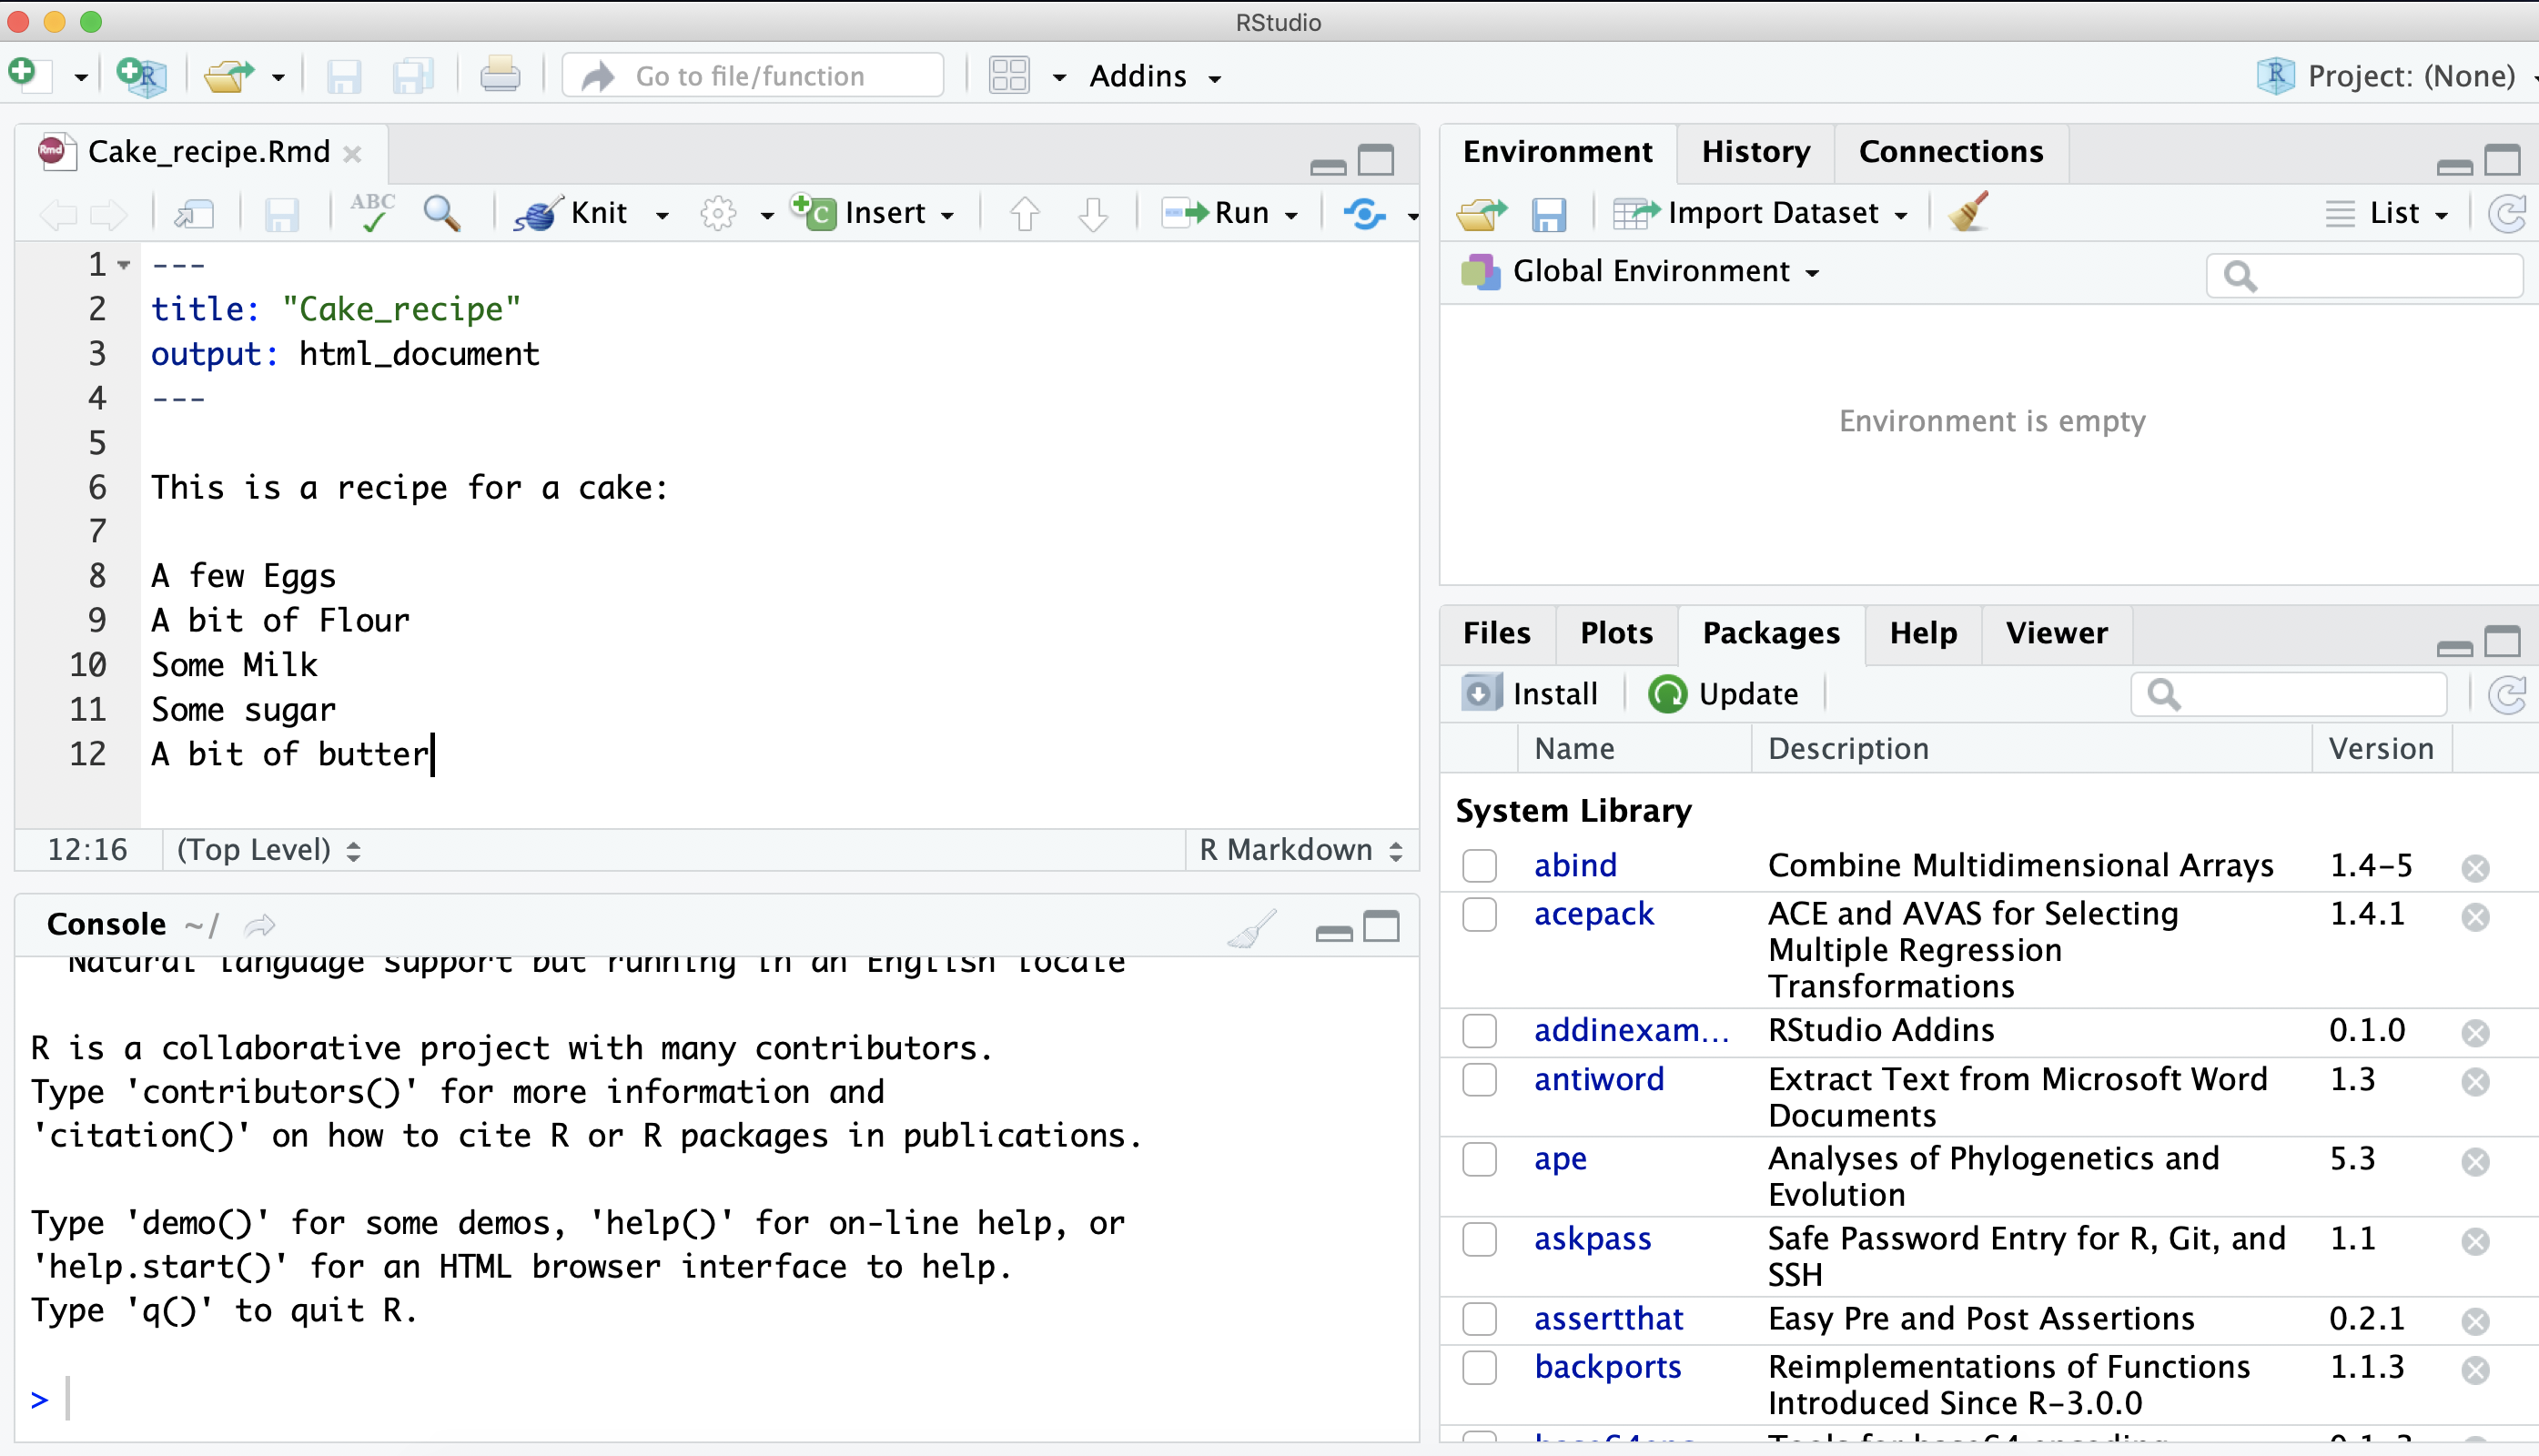 RStudio
Go to file/function
Addins
Project: (None)
Rmd
Cake_recipe.Rmd
ABC
Knit
C
Insert
Run
1 ---
2 title: "Cake_recipe"
3 output: html_document
4 ---
5
6 This is a recipe for a cake:
7
8 A few Eggs
9 A bit of Flour
10 Some Milk
11 Some sugar
12 A bit of butter
12:16 (Top Level) R Markdown
Console ~/
Natural language support but running in an English locale
R is a collaborative project with many contributors.
Type 'contributors()' for more information and
'citation()' on how to cite R or R packages in publications.
Type 'demo()' for some demos, 'help()' for on-line help, or
'help.start()' for an HTML browser interface to help.
Type 'q()' to quit R.
>
Environment History Connections
Import Dataset
List
Global Environment
Environment is empty
Files Plots Packages Help Viewer
Install Update
Name Description Version
System Library
abind Combine Multidimensional Arrays 1.4-5
acepack ACE and AVAS for Selecting 1.4.1
Multiple Regression
Transformations
addinexam... RStudio Addins 0.1.0
antiword Extract Text from Microsoft Word 1.3
Documents
ape Analyses of Phylogenetics and 5.3
Evolution
askpass Safe Password Entry for R, Git, and 1.1
SSH
assertthat Easy Pre and Post Assertions 0.2.1
backports Reimplementations of Functions 1.1.3
Introduced Since R-3.0.0
base64enc Tools for base64 encoding